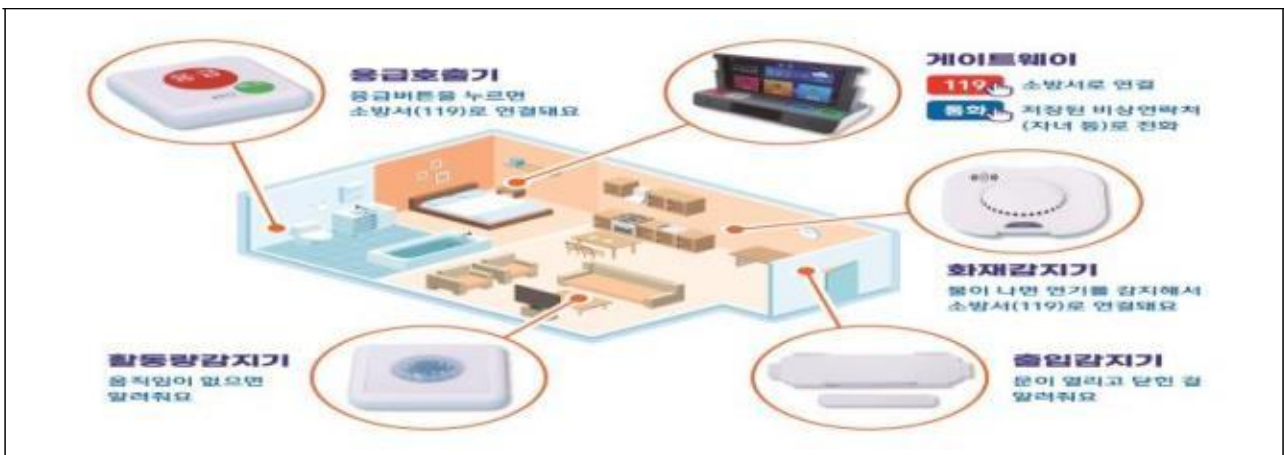 응급호출기
응급버튼을 누르면
소방서(119)로 연결돼요
응급
게이트웨이
119 소방서로 연결
통화 저장된 비상연락처
(자녀 등)로 전화
화재감지기
불이 나면 연기를 감지해서
소방서(119)로 연결돼요
활동량감지기
움직임이 없으면
알려줘요
출입감지기
문이 열리고 닫힌 걸
알려줘요